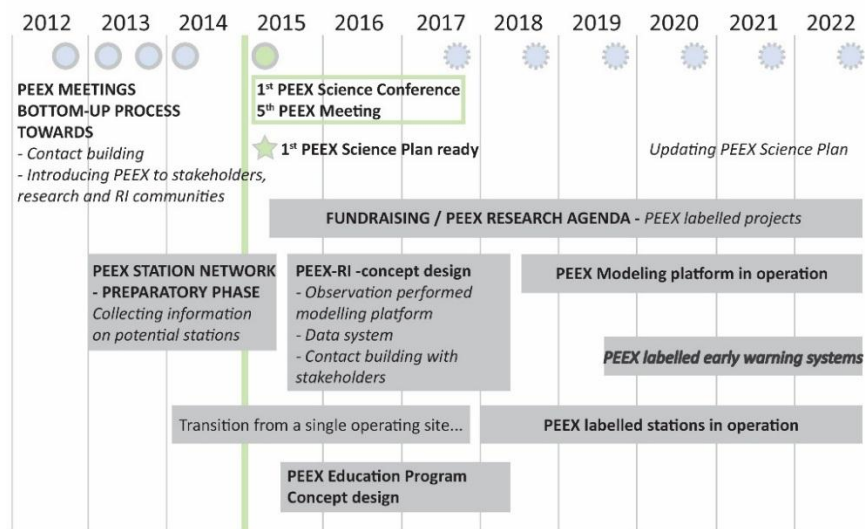 2012 2013 2014 2015 2016 2017 2018 2019 2020 2021 2022
PEEX MEETINGS
BOTTOM-UP PROCESS
TOWARDS
- Contact building
- Introducing PEEX to stakeholders,
research and RI communities
1st PEEX Science Conference
5th PEEX Meeting
1st PEEX Science Plan ready
Updating PEEX Science Plan
FUNDRAISING / PEEX RESEARCH AGENDA - PEEX labelled projects
PEEX STATION NETWORK
- PREPARATORY PHASE
Collecting information
on potential stations
PEEX-RI -concept design
- Observation performed
modelling platform
- Data system
- Contact building with
stakeholders
PEEX Modeling platform in operation
PEEX labelled early warning systems
Transition from a single operating site...
PEEX labelled stations in operation
PEEX Education Program
Concept design